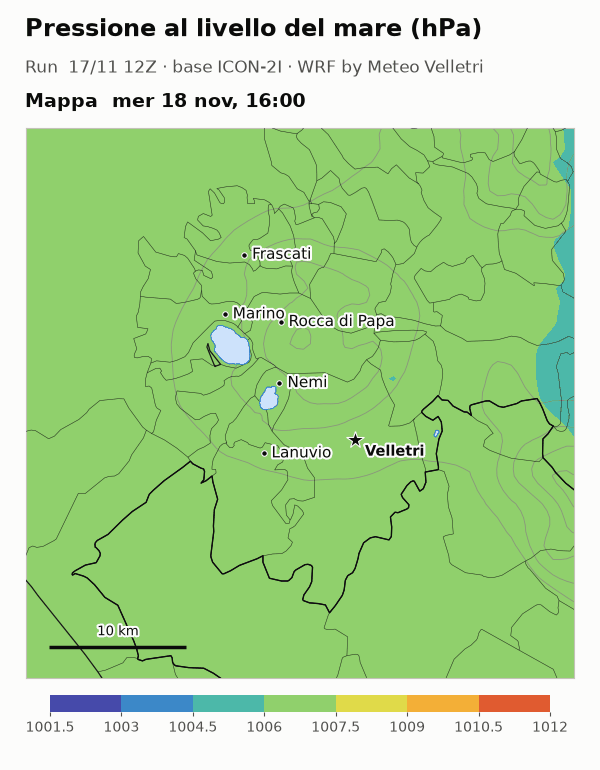 Pressione al livello del mare (hPa)
Run  17/11 12Z · base ICON-2I · WRF by Meteo Velletri
Mappa  mer 18 nov, 16:00
Frascati
Marino
Rocca di Papa
Nemi
Velletri
Lanuvio
10 km
1001.5 1003 1004.5 1006 1007.5 1009 1010.5 1012